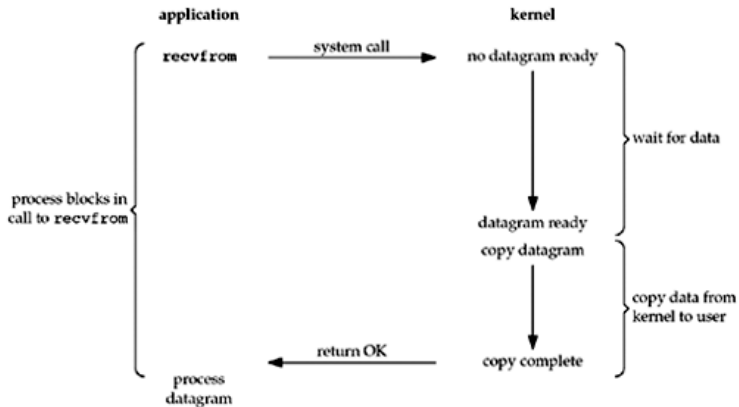 application
kernel
recvfrom
system call
no datagram ready
wait for data
process blocks in
call to recvfrom
datagram ready
copy datagram
copy data from
kernel to user
return OK
copy complete
process
datagram